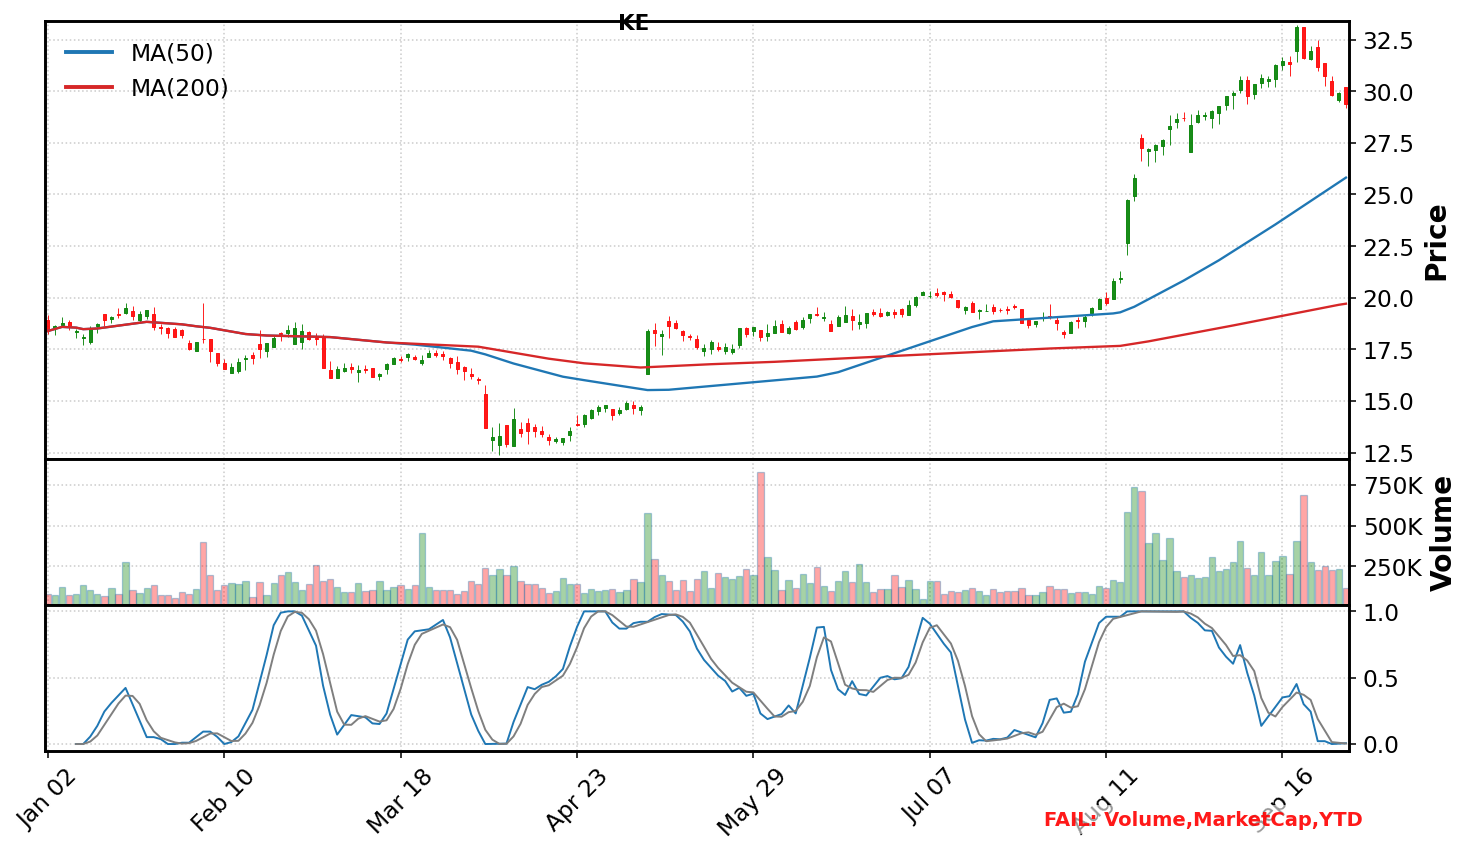 KE
MA(50)
MA(200)
32.5
30.0
27.5
25.0
22.5
20.0
17.5
15.0
12.5
Price
750K
500K
250K
Volume
1.0
0.5
0.0
Jan 02
Feb 10
Mar 18
Apr 23
May 29
Jul 07
Aug 11
Sep 16
FAIL: Volume,MarketCap,YTD